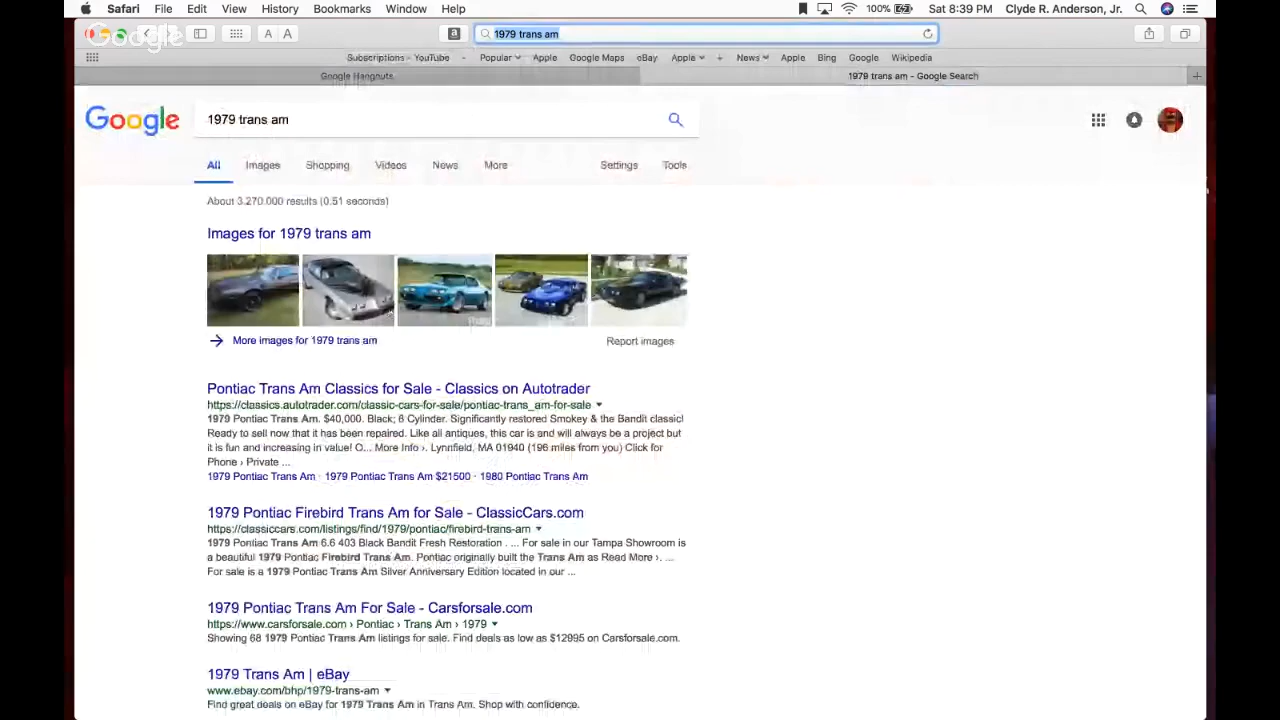 Safari File Edit View History Bookmarks Window Help 100% Sat 8:39 PM Clyde R. Anderson, Jr.
Google
A A a 1979 trans am
Subscriptions - YouTube Popular Apple Google Maps Apple eBay Apple News Apple Bing Google Wikipedia
Google Hangouts 1979 trans am - Google Search
Google 1979 trans am
All Images Shopping Videos News More Settings Tools
About 3,270,000 results (0.51 seconds)
Images for 1979 trans am
More images for 1979 trans am Report images
Pontiac Trans Am Classics for Sale - Classics on Autotrader
https://classics.autotrader.com/classic-cars-for-sale/pontiac-trans_am-for-sale
1979 Pontiac Trans Am. $40,000. Black; 8 Cylinder. Significantly restored Smokey & the Bandit classic!
Ready to sell now that it has been repaired. Like all antiques, this car is and will always be a project but
it is fun and increasing in value! O... More Info ›. Lynnfield, MA 01940 (196 miles from you) Click for
Phone › Private ...
1979 Pontiac Trans Am · 1979 Pontiac Trans Am $21500 · 1980 Pontiac Trans Am
1979 Pontiac Firebird Trans Am for Sale - ClassicCars.com
https://classiccars.com/listings/find/1979/pontiac/firebird-trans-am
1979 Pontiac Trans Am 6.6 403 Black Bandit Fresh Restoration . ... For sale in our Tampa Showroom is
a beautiful 1979 Pontiac Firebird Trans Am. Pontiac originally built the Trans Am as Read More ›. ...
For sale is a 1979 Pontiac Trans Am Silver Anniversary Edition located in our ...
1979 Pontiac Trans Am For Sale - Carsforsale.com
https://www.carsforsale.com › Pontiac › Trans Am › 1979
Showing 68 1979 Pontiac Trans Am listings for sale. Find deals as low as $12995 on Carsforsale.com.
1979 Trans Am | eBay
www.ebay.com/bhp/1979-trans-am
Find great deals on eBay for 1979 Trans Am in Trans Am. Shop with confidence.